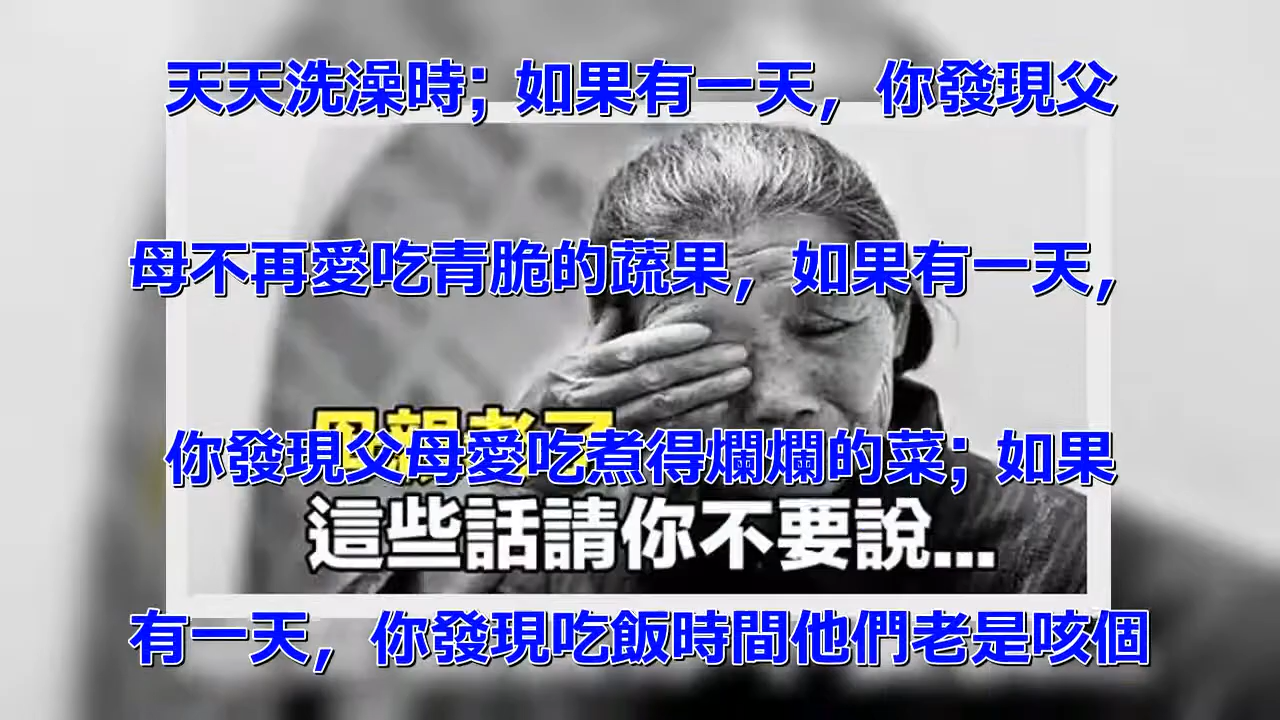 天天洗澡時；如果有一天，你發現父
母不再愛吃青脆的蔬果，如果有一天，
你發現父母愛吃煮得爛爛的菜；如果
這些話請你不要說...
有一天，你發現吃飯時間他們老是咳個